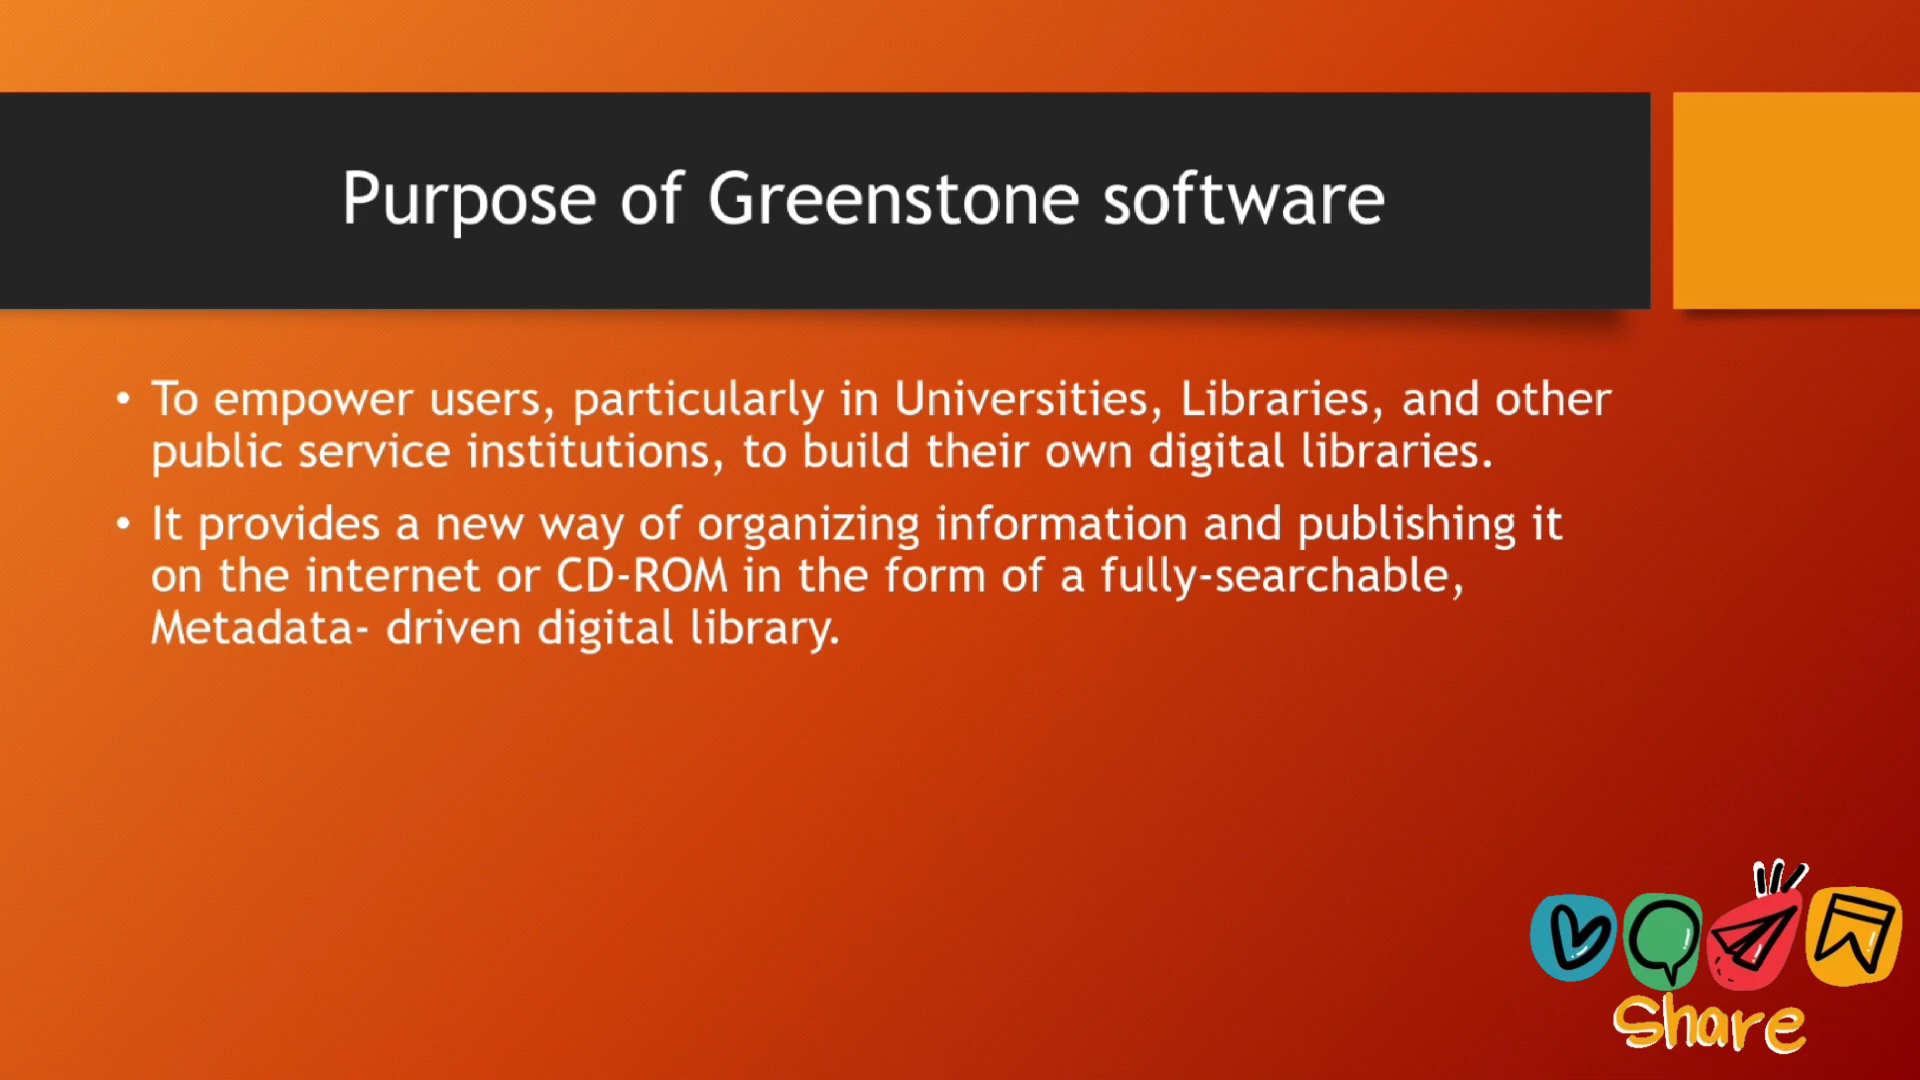 Purpose of Greenstone software
• To empower users, particularly in Universities, Libraries, and other
public service institutions, to build their own digital libraries.
• It provides a new way of organizing information and publishing it
on the internet or CD-ROM in the form of a fully-searchable,
Metadata- driven digital library.
Share